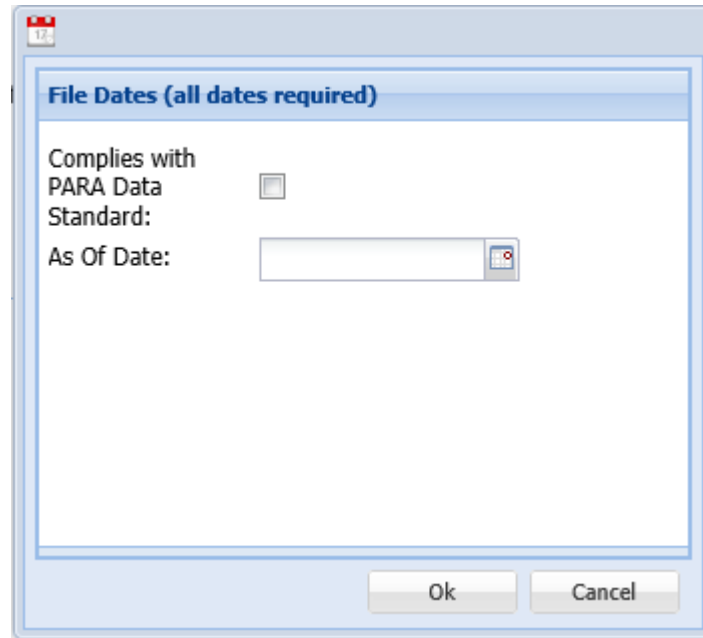 File Dates (all dates required)
Complies with
PARA Data
Standard:
As Of Date:
Ok
Cancel